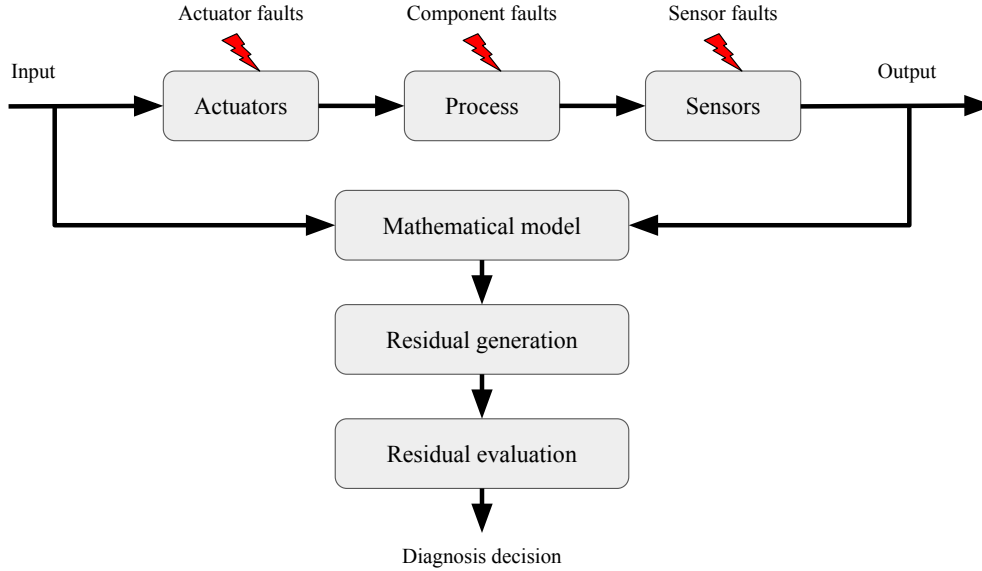 Actuator faults
Component faults
Sensor faults
Input
Output
Actuators
Process
Sensors
Mathematical model
Residual generation
Residual evaluation
Diagnosis decision